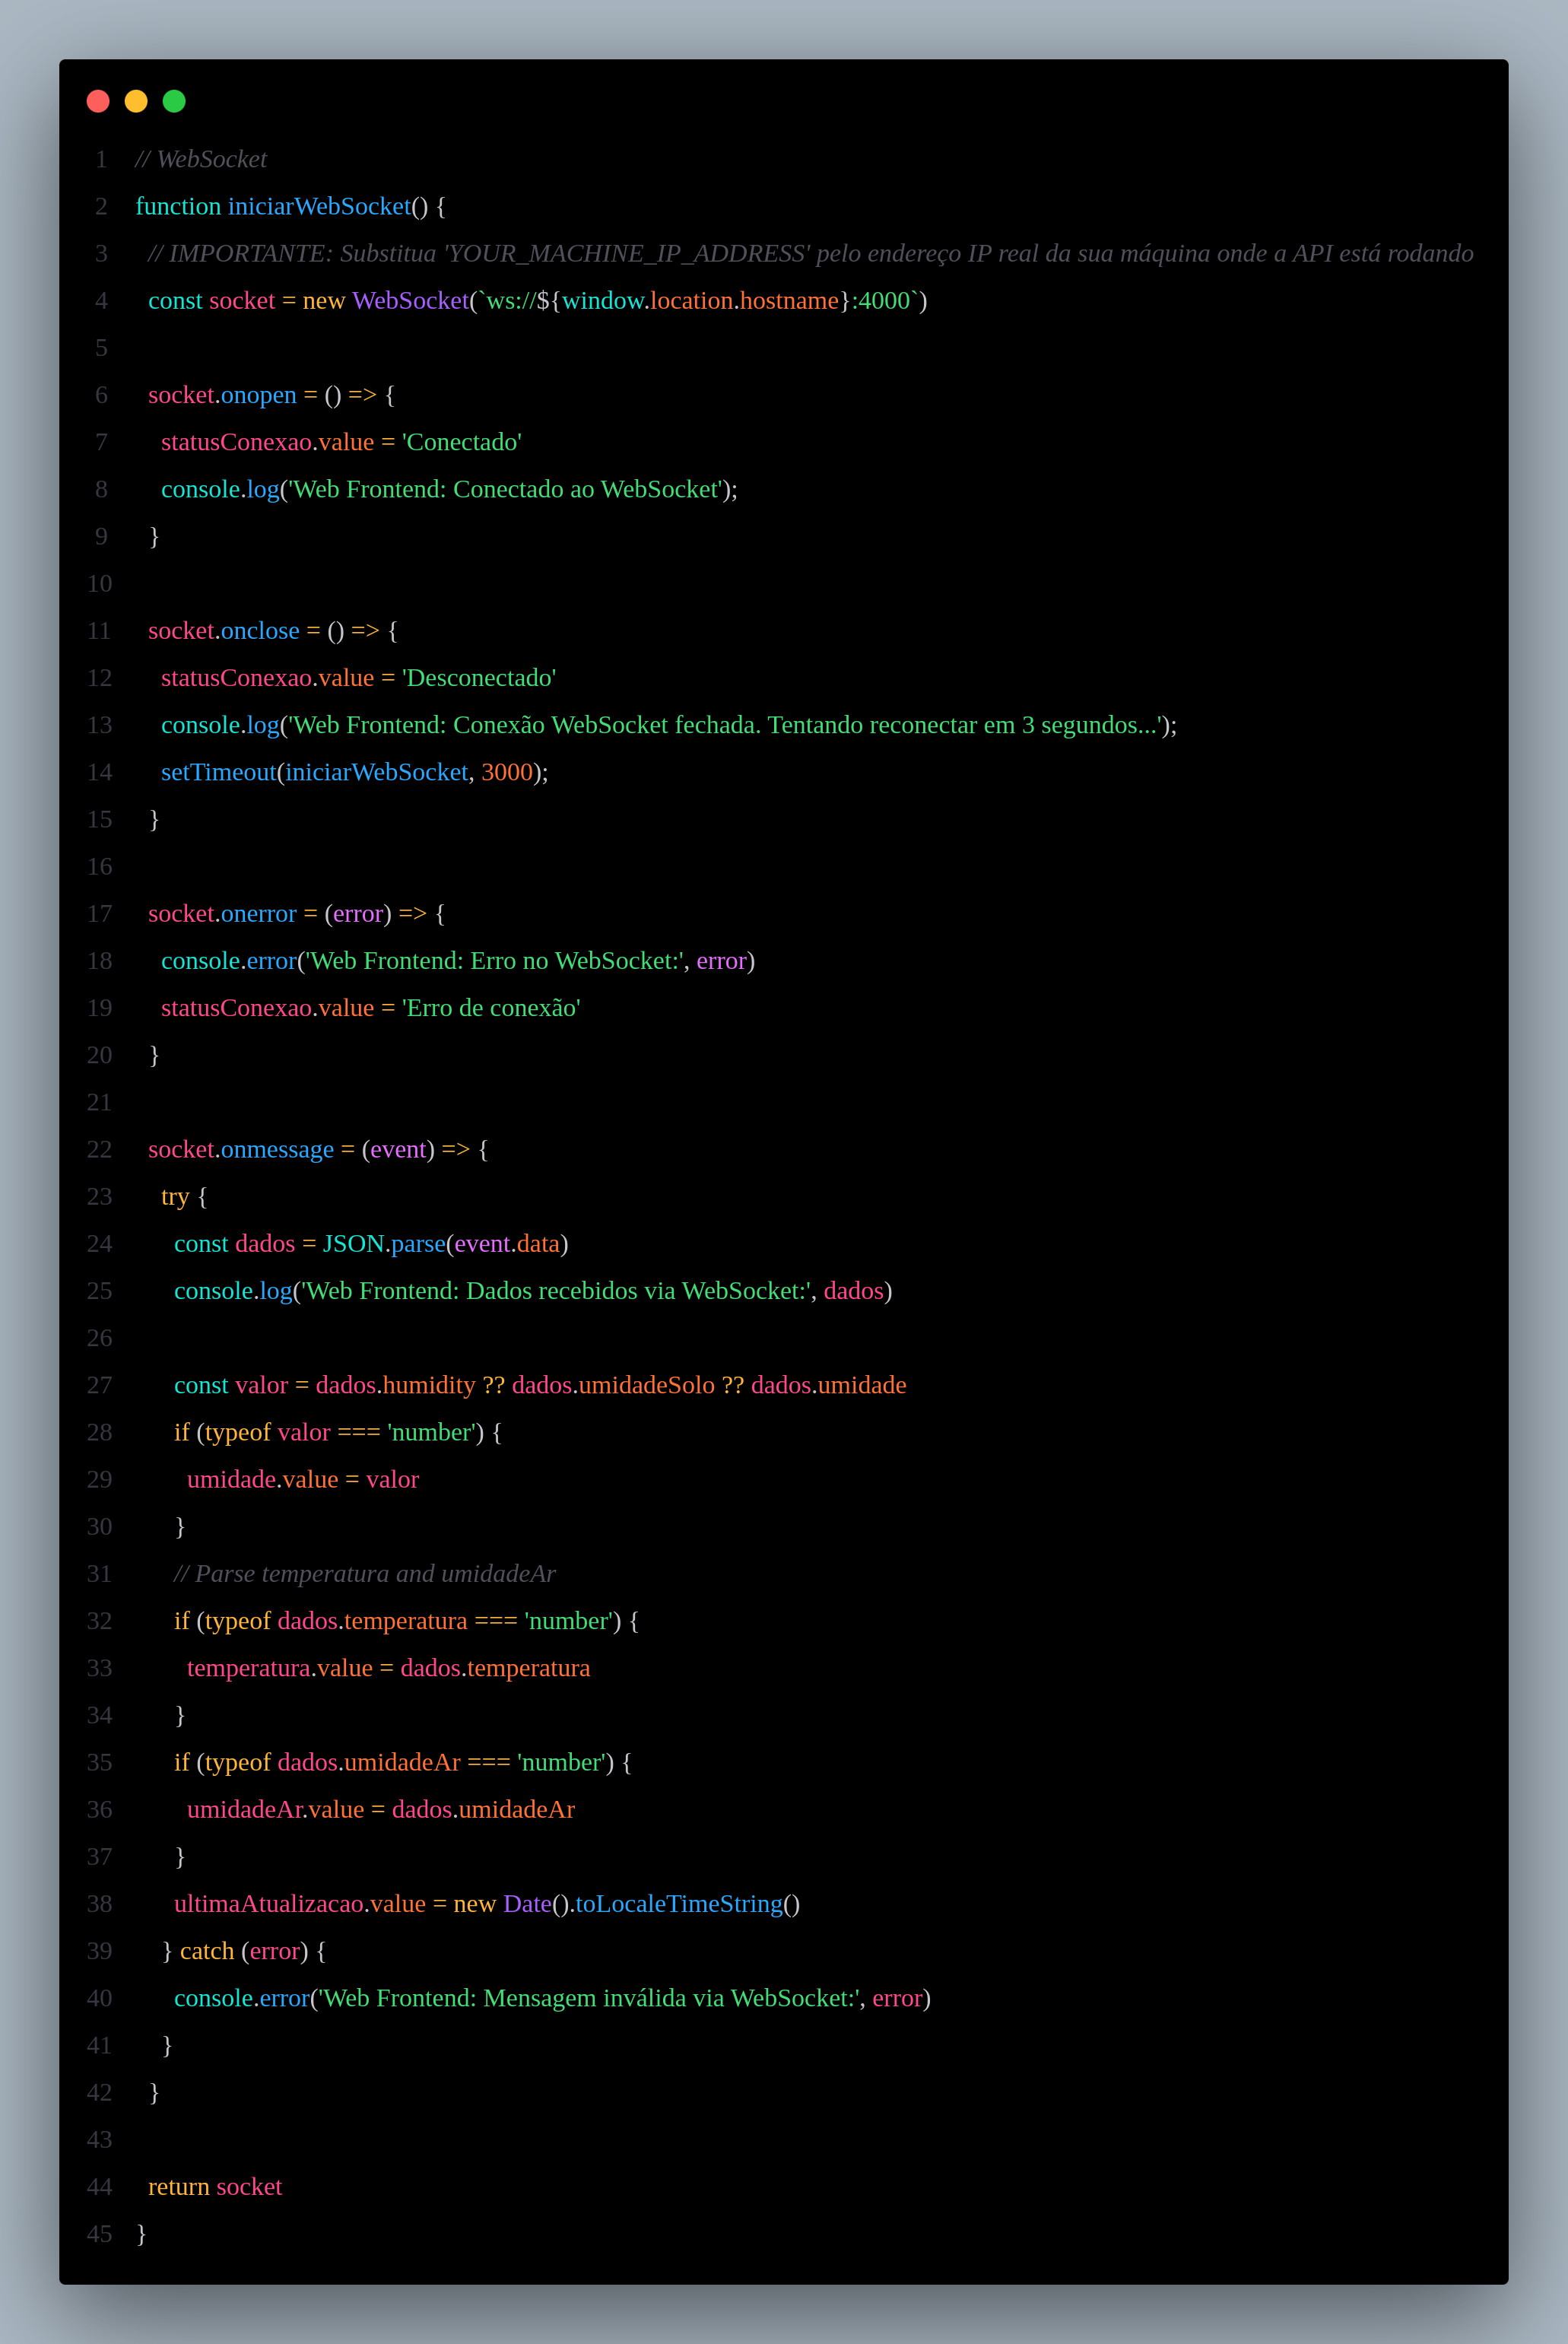 1 // WebSocket
2 function iniciarWebSocket() {
3   // IMPORTANTE: Substitua 'YOUR_MACHINE_IP_ADDRESS' pelo endereço IP real da sua máquina onde a API está rodando
4   const socket = new WebSocket(`ws://${window.location.hostname}:4000`)
5
6   socket.onopen = () => {
7     statusConexao.value = 'Conectado'
8     console.log('Web Frontend: Conectado ao WebSocket');
9   }
10
11   socket.onclose = () => {
12     statusConexao.value = 'Desconectado'
13     console.log('Web Frontend: Conexão WebSocket fechada. Tentando reconectar em 3 segundos...');
14     setTimeout(iniciarWebSocket, 3000);
15   }
16
17   socket.onerror = (error) => {
18     console.error('Web Frontend: Erro no WebSocket:', error)
19     statusConexao.value = 'Erro de conexão'
20   }
21
22   socket.onmessage = (event) => {
23     try {
24       const dados = JSON.parse(event.data)
25       console.log('Web Frontend: Dados recebidos via WebSocket:', dados)
26
27       const valor = dados.humidity ?? dados.umidadeSolo ?? dados.umidade
28       if (typeof valor === 'number') {
29         umidade.value = valor
30       }
31       // Parse temperatura and umidadeAr
32       if (typeof dados.temperatura === 'number') {
33         temperatura.value = dados.temperatura
34       }
35       if (typeof dados.umidadeAr === 'number') {
36         umidadeAr.value = dados.umidadeAr
37       }
38       ultimaAtualizacao.value = new Date().toLocaleTimeString()
39     } catch (error) {
40       console.error('Web Frontend: Mensagem inválida via WebSocket:', error)
41     }
42   }
43
44   return socket
45 }